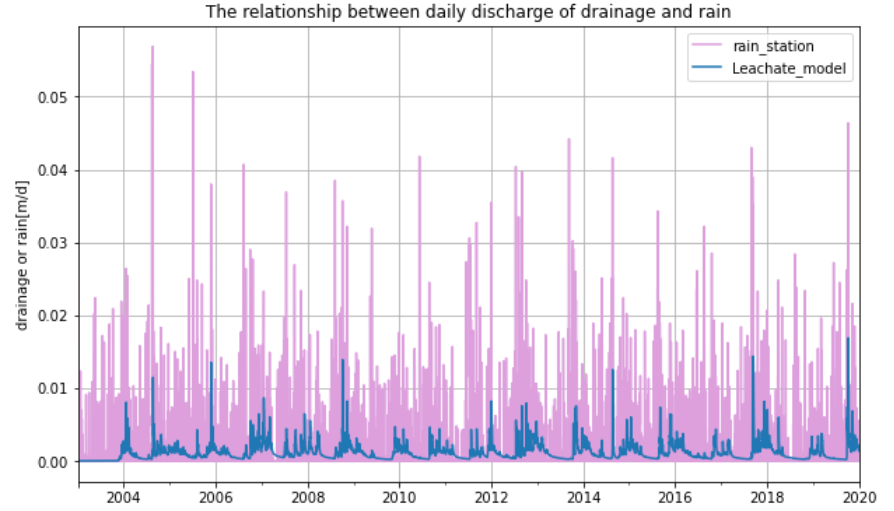 The relationship between daily discharge of drainage and rain
rain_station
Leachate_model
drainage or rain[m/d]
0.05
0.04
0.03
0.02
0.01
0.00
2004 2006 2008 2010 2012 2014 2016 2018 2020